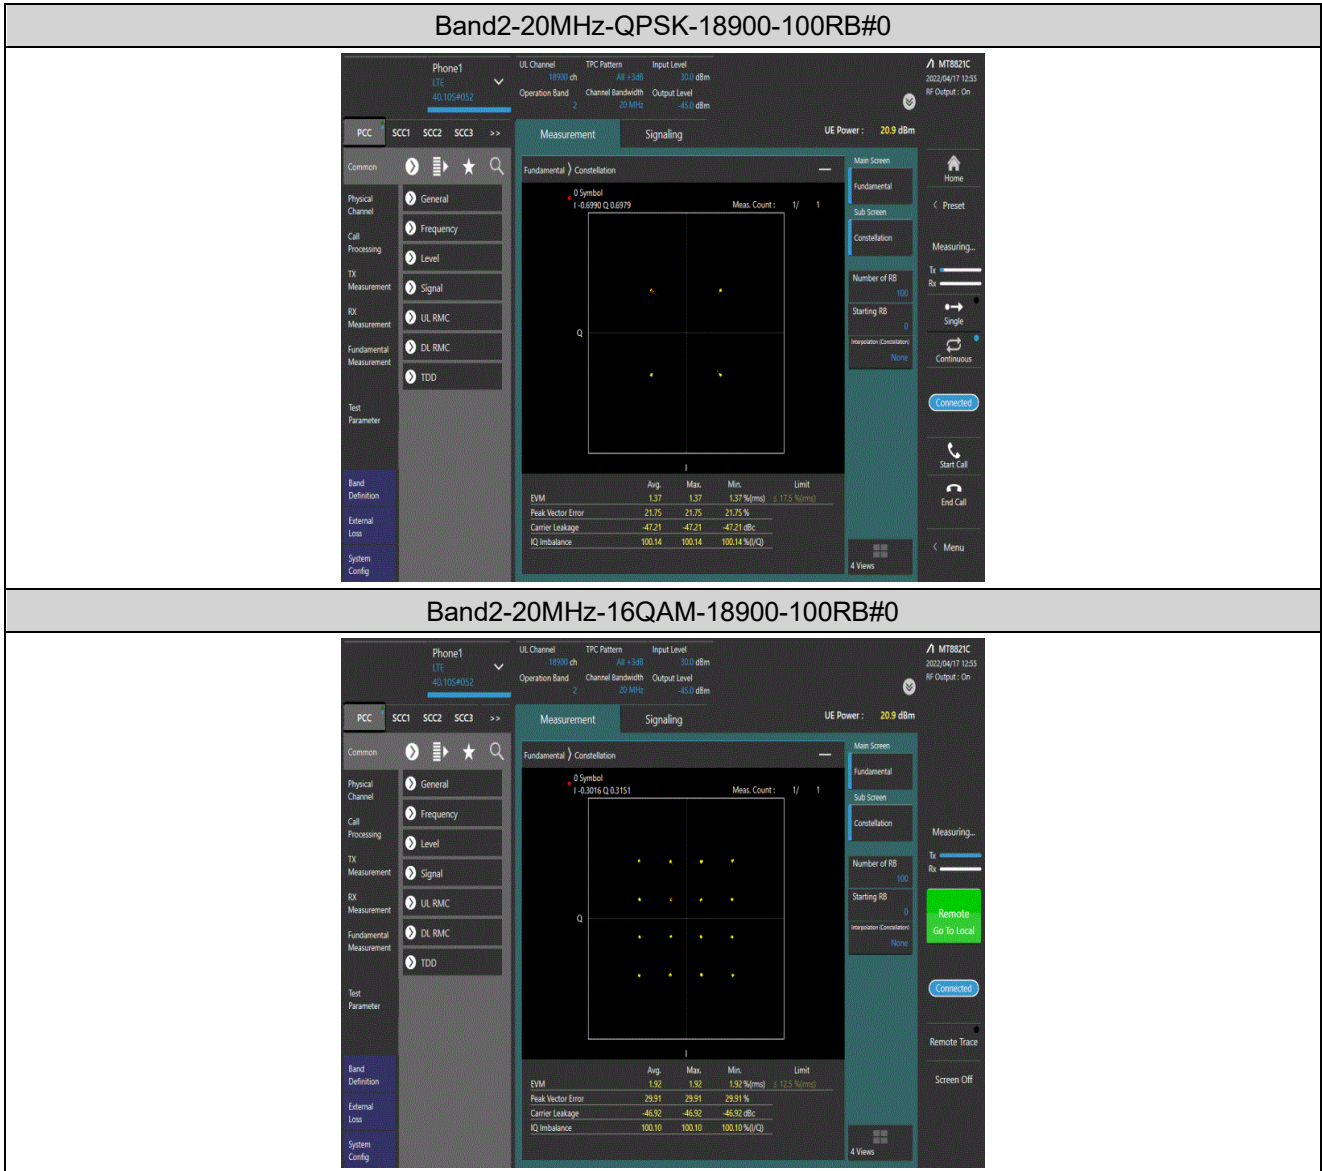 Band2-20MHz-QPSK-18900-100RB#0
Phone1
LTE
40.105#052
UL Channel TPC Pattern Input Level
18900 ch All +3dB 30.0 dBm
Operation Band Channel Bandwidth Output Level
2 20 MHz -45.0 dBm
MT8821C
2022/04/17 12:55
RF Output : On
PCC SCC1 SCC2 SCC3 >>
Measurement Signaling
UE Power : 20.9 dBm
Common
Physical Channel
Call Processing
TX Measurement
RX Measurement
Fundamental Measurement
Test Parameter
Band Definition
External Loss
System Config
General
Frequency
Level
Signal
UL RMC
DL RMC
TDD
Fundamental 〉 Constellation
0 Symbol
I -0.6990 Q 0.6979 Meas. Count : 1/ 1
Q
I
Avg. Max. Min. Limit
EVM 1.37 1.37 1.37 %(rms) ≤ 17.5 %(rms)
Peak Vector Error 21.75 21.75 21.75 %
Carrier Leakage -47.21 -47.21 -47.21 dBc
IQ Imbalance 100.14 100.14 100.14 %(I/Q)
Main Screen
Fundamental
Sub Screen
Constellation
Number of RB
100
Starting RB
0
Interpolation (Constellation)
None
4 Views
Home
< Preset
Measuring...
Tx
Rx
Single
Continuous
Connected
Start Call
End Call
< Menu
Band2-20MHz-16QAM-18900-100RB#0
Phone1
LTE
40.105#052
UL Channel TPC Pattern Input Level
18900 ch All +3dB 30.0 dBm
Operation Band Channel Bandwidth Output Level
2 20 MHz -45.0 dBm
MT8821C
2022/04/17 12:55
RF Output : On
PCC SCC1 SCC2 SCC3 >>
Measurement Signaling
UE Power : 20.9 dBm
Common
Physical Channel
Call Processing
TX Measurement
RX Measurement
Fundamental Measurement
Test Parameter
Band Definition
External Loss
System Config
General
Frequency
Level
Signal
UL RMC
DL RMC
TDD
Fundamental 〉 Constellation
0 Symbol
I -0.3016 Q 0.3151 Meas. Count : 1/ 1
Q
I
Avg. Max. Min. Limit
EVM 1.92 1.92 1.92 %(rms) ≤ 12.5 %(rms)
Peak Vector Error 29.91 29.91 29.91 %
Carrier Leakage -46.92 -46.92 -46.92 dBc
IQ Imbalance 100.10 100.10 100.10 %(I/Q)
Main Screen
Fundamental
Sub Screen
Constellation
Number of RB
100
Starting RB
0
Interpolation (Constellation)
None
4 Views
Measuring...
Tx
Rx
Remote
Go To Local
Connected
Remote Trace
Screen Off